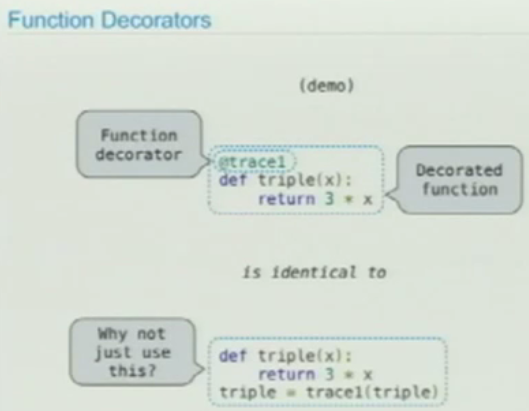 Function Decorators
(demo)
Function
decorator
@trace1
def triple(x):
    return 3 * x
Decorated
function
is identical to
Why not
just use
this?
def triple(x):
    return 3 * x
triple = trace1(triple)